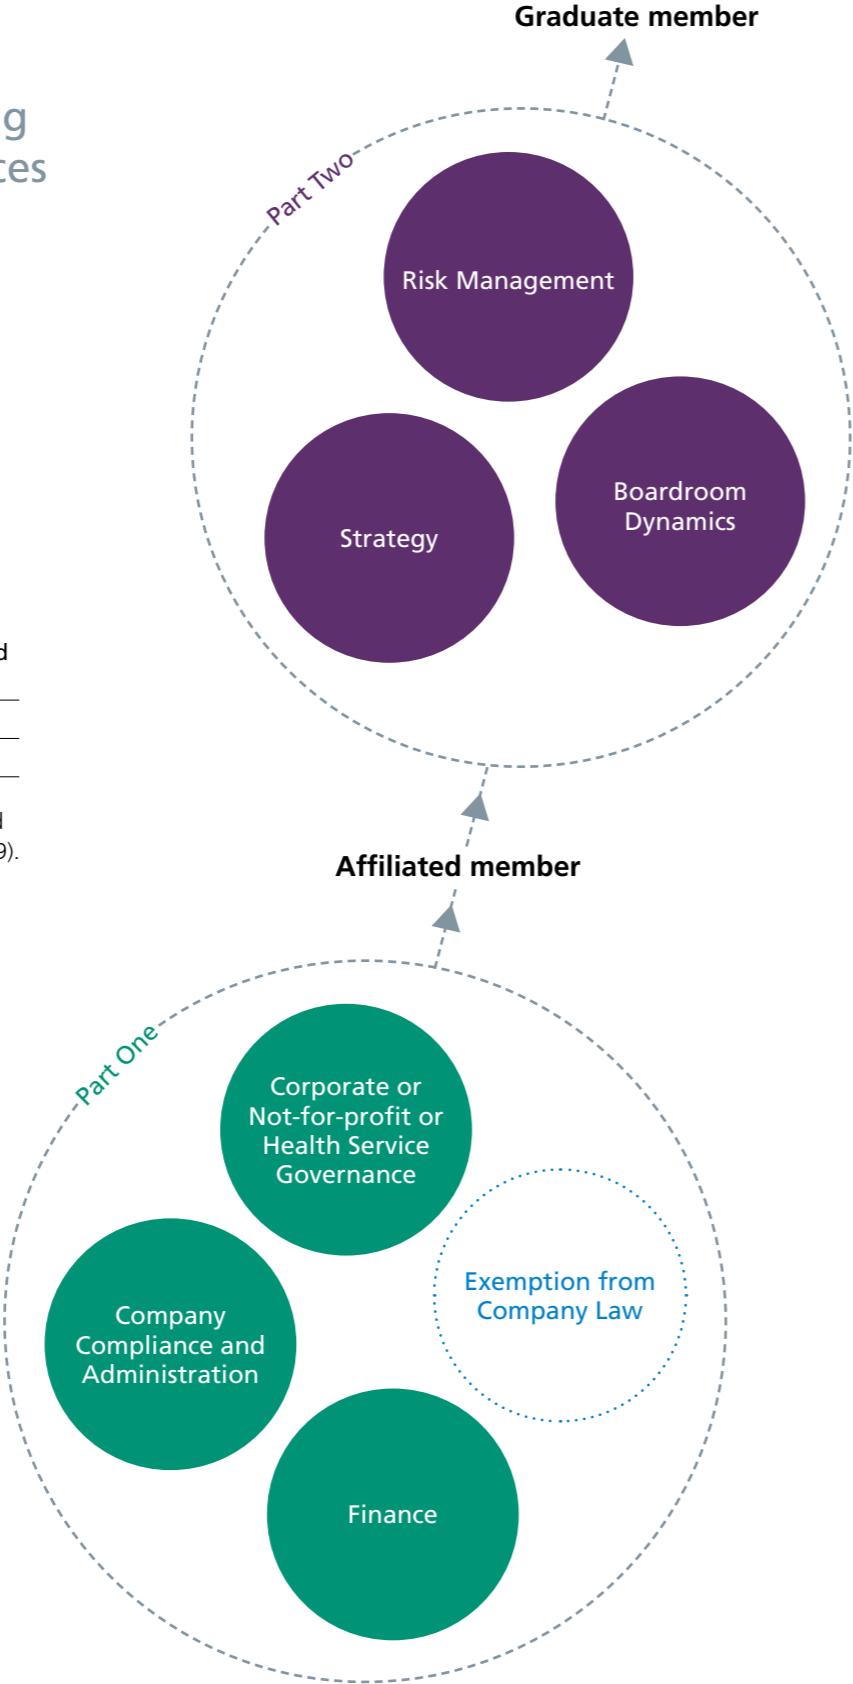 Graduate member
Part Two
Risk Management
Boardroom
Dynamics
Strategy
Affiliated member
Part One
Corporate or
Not-for-profit or
Health Service
Governance
Exemption from
Company Law
Company
Compliance and
Administration
Finance